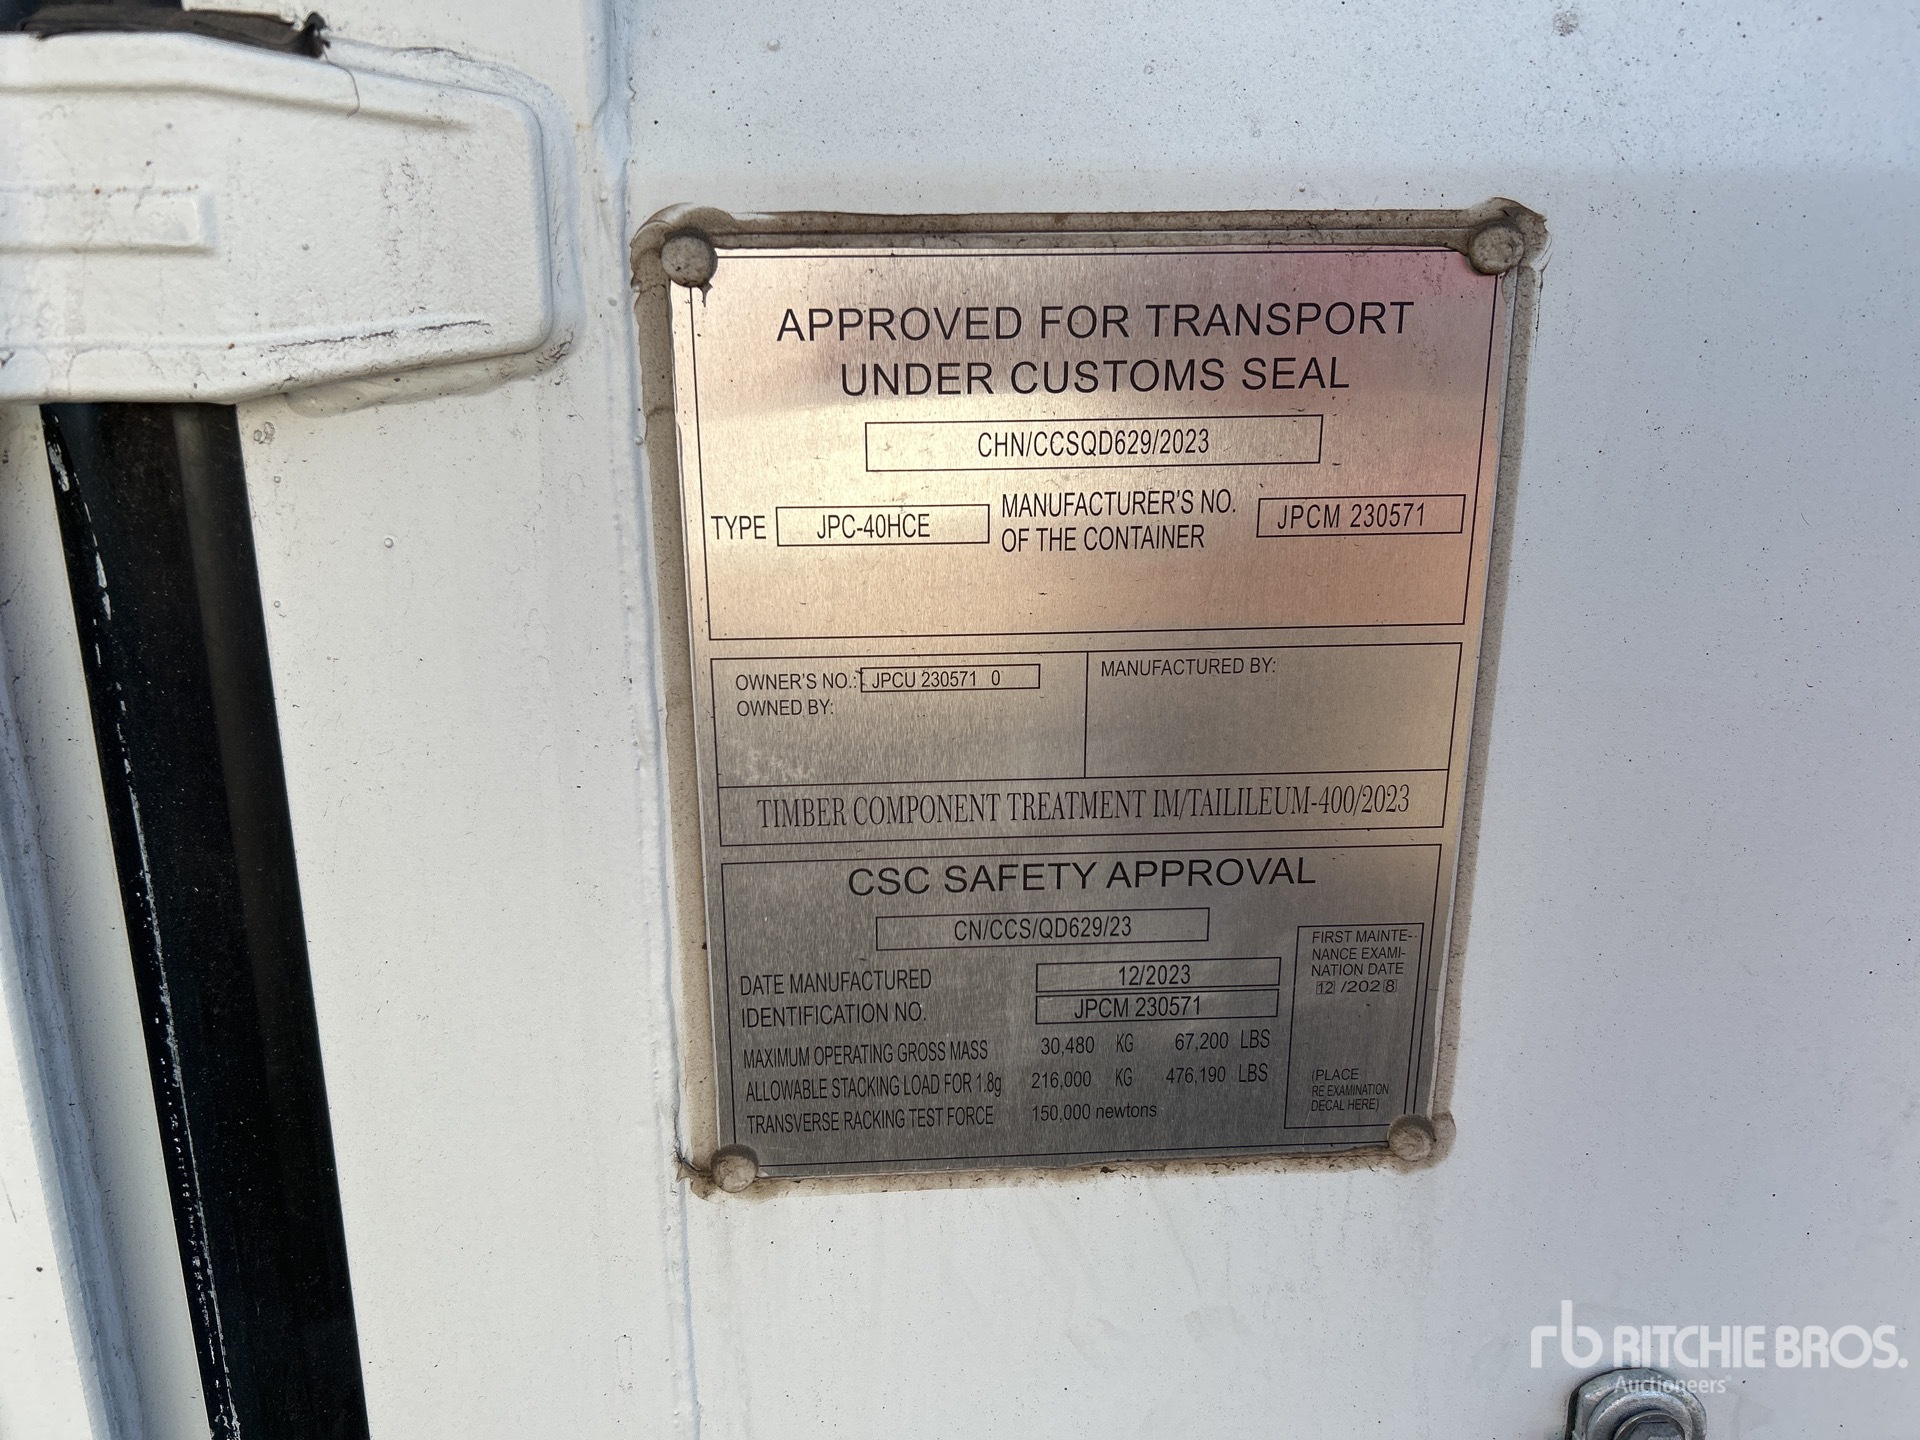 APPROVED FOR TRANSPORT
UNDER CUSTOMS SEAL
CHN/CCSQD629/2023
TYPE JPC-40HCE MANUFACTURER'S NO. OF THE CONTAINER JPCM 230571
OWNER'S NO.: JPCU 230571 0
OWNED BY:
MANUFACTURED BY:
TIMBER COMPONENT TREATMENT IM/TAILILEUM-400/2023
CSC SAFETY APPROVAL
CN/CCS/QD629/23
DATE MANUFACTURED 12/2023
IDENTIFICATION NO. JPCM 230571
MAXIMUM OPERATING GROSS MASS 30,480 KG 67,200 LBS
ALLOWABLE STACKING LOAD FOR 1.8g 216,000 KG 476,190 LBS
TRANSVERSE RACKING TEST FORCE 150,000 newtons
FIRST MAINTE-
NANCE EXAMI-
NATION DATE
12 /202 8
(PLACE
RE EXAMINATION
DECAL HERE)
rb RITCHIE BROS.
Auctioneers